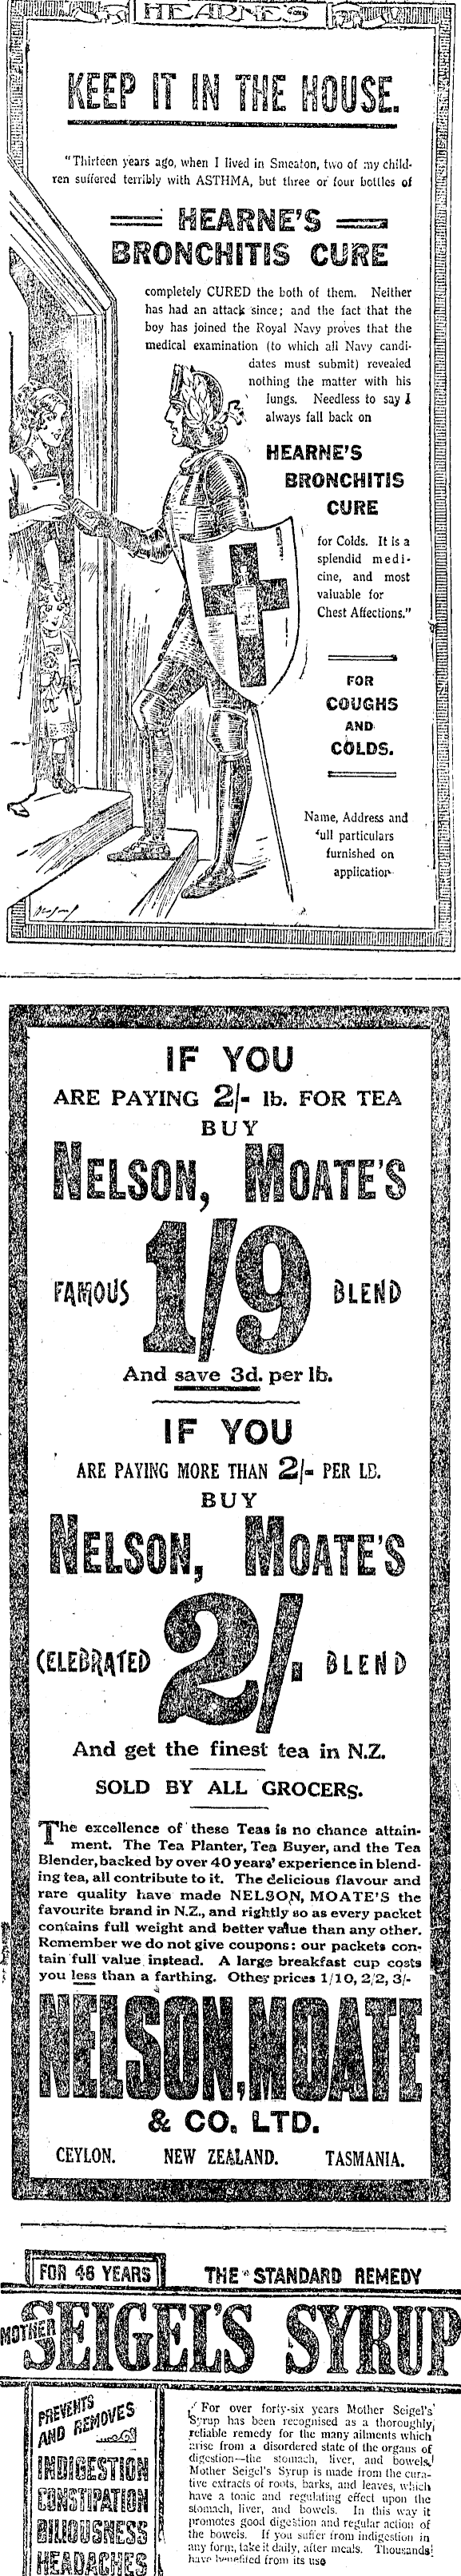 HEARNE'S
KEEP IT IN THE HOUSE.
"Thirteen years ago, when I lived in Smeaton, two of my child-
ren suffered terribly with ASTHMA, but three or four bottles of
HEARNE'S
BRONCHITIS CURE
completely CURED the both of them. Neither
has had an attack since; and the fact that the
boy has joined the Royal Navy proves that the
medical examination (to which all Navy candi-
dates must submit) revealed
nothing the matter with his
lungs. Needless to say I
always fall back on
HEARNE'S
BRONCHITIS
CURE
for Colds. It is a
splendid medi-
cine, and most
valuable for
Chest Affections."
FOR
COUGHS
AND
COLDS.
Name, Address and
full particulars
furnished on
application
IF YOU
ARE PAYING 2/- lb. FOR TEA
BUY
NELSON, MOATE'S
FAMOUS 1/9 BLEND
And save 3d. per lb.
IF YOU
ARE PAYING MORE THAN 2/- PER LB.
BUY
NELSON, MOATE'S
CELEBRATED 2/- BLEND
And get the finest tea in N.Z.
SOLD BY ALL GROCERS.
The excellence of these Teas is no chance attain-
ment. The Tea Planter, Tea Buyer, and the Tea
Blender, backed by over 40 years' experience in blend-
ing tea, all contribute to it. The delicious flavour and
rare quality have made NELSON, MOATE'S the
favourite brand in N.Z., and rightly so as every packet
contains full weight and better value than any other.
Remember we do not give coupons: our packets con-
tain full value instead. A large breakfast cup costs
you less than a farthing. Other prices 1/10, 2/2, 3/-
NELSON, MOATE
& CO. LTD.
CEYLON. NEW ZEALAND. TASMANIA.
FOR 46 YEARS THE STANDARD REMEDY
MOTHER SEIGEL'S SYRUP
PREVENTS
AND REMOVES
INDIGESTION
CONSTIPATION
BILIOUSNESS
HEADACHES
For over forty-six years Mother Seigel's
Syrup has been recognised as a thoroughly
reliable remedy for the many ailments which
arise from a disordered state of the organs of
digestion—the stomach, liver, and bowels.
Mother Seigel's Syrup is made from the cura-
tive extracts of roots, barks, and leaves, which
have a tonic and regulating effect upon the
stomach, liver, and bowels. In this way it
promotes good digestion and regular action of
the bowels. If you suffer from indigestion in
any form, take it daily, after meals. Thousands
have benefited from its use